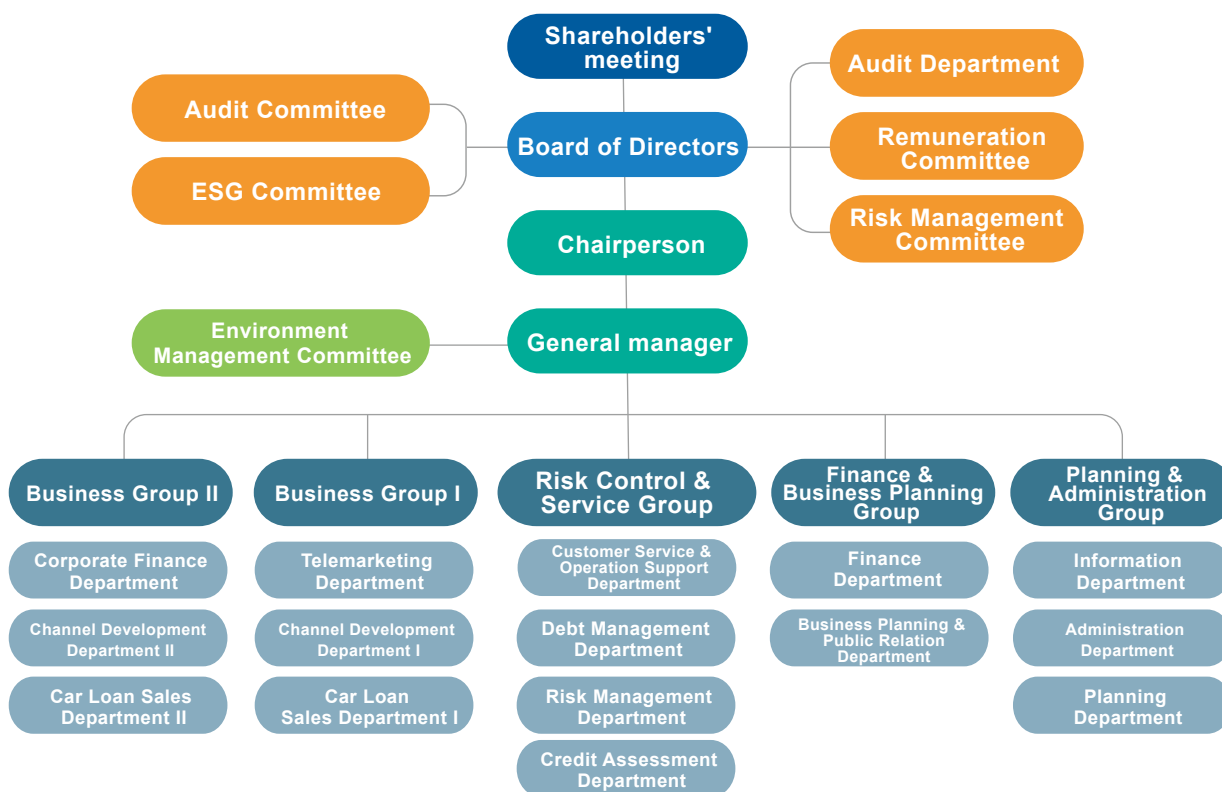 Shareholders'
meeting
Audit Committee
ESG Committee
Board of Directors
Audit Department
Remuneration
Committee
Risk Management
Committee
Chairperson
Environment
Management Committee
General manager
Business Group II
Corporate Finance
Department
Channel Development
Department II
Car Loan Sales
Department II
Business Group I
Telemarketing
Department
Channel Development
Department I
Car Loan
Sales Department I
Risk Control &
Service Group
Customer Service &
Operation Support
Department
Debt Management
Department
Risk Management
Department
Credit Assessment
Department
Finance &
Business Planning
Group
Finance
Department
Business Planning &
Public Relation
Department
Planning &
Administration
Group
Information
Department
Administration
Department
Planning
Department